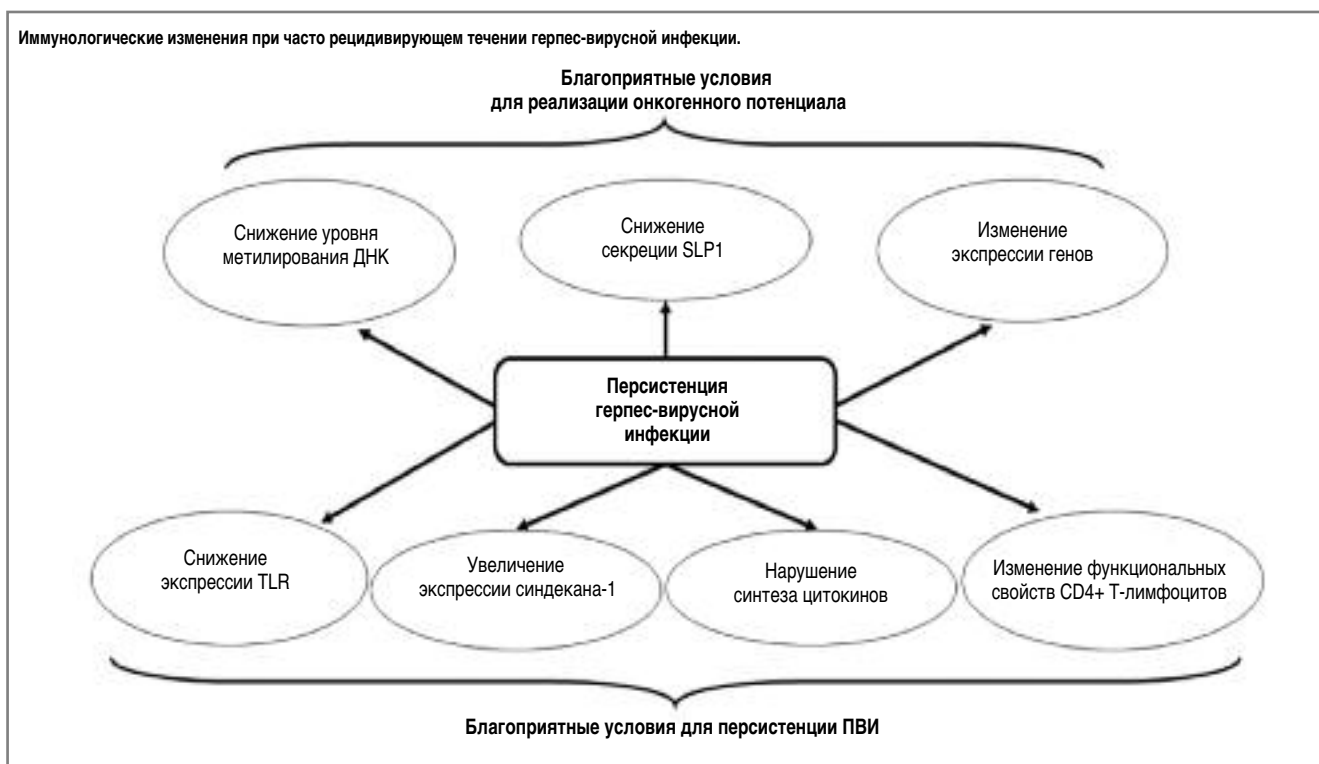 Иммунологические изменения при часто рецидивирующем течении герпес-вирусной инфекции.
Благоприятные условия
для реализации онкогенного потенциала
Снижение уровня
метилирования ДНК
Снижение
секреции SLP1
Изменение
экспрессии генов
Персистенция
герпес-вирусной
инфекции
Снижение
экспрессии TLR
Увеличение
экспрессии синдекана-1
Нарушение
синтеза цитокинов
Изменение функциональных
свойств CD4+ Т-лимфоцитов
Благоприятные условия для персистенции ПВИ